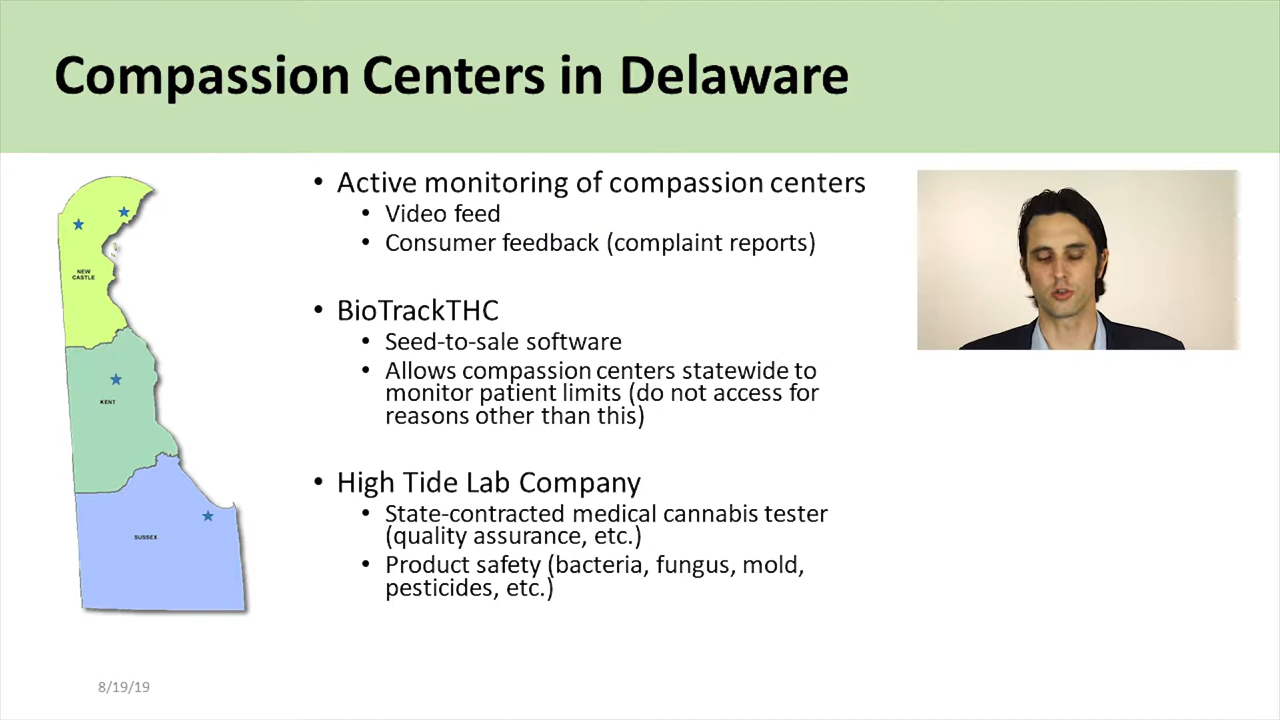 Compassion Centers in Delaware
• Active monitoring of compassion centers
• Video feed
• Consumer feedback (complaint reports)
• BioTrackTHC
• Seed-to-sale software
• Allows compassion centers statewide to
monitor patient limits (do not access for
reasons other than this)
• High Tide Lab Company
• State-contracted medical cannabis tester
(quality assurance, etc.)
• Product safety (bacteria, fungus, mold,
pesticides, etc.)
NEW
CASTLE
KENT
SUSSEX
8/19/19